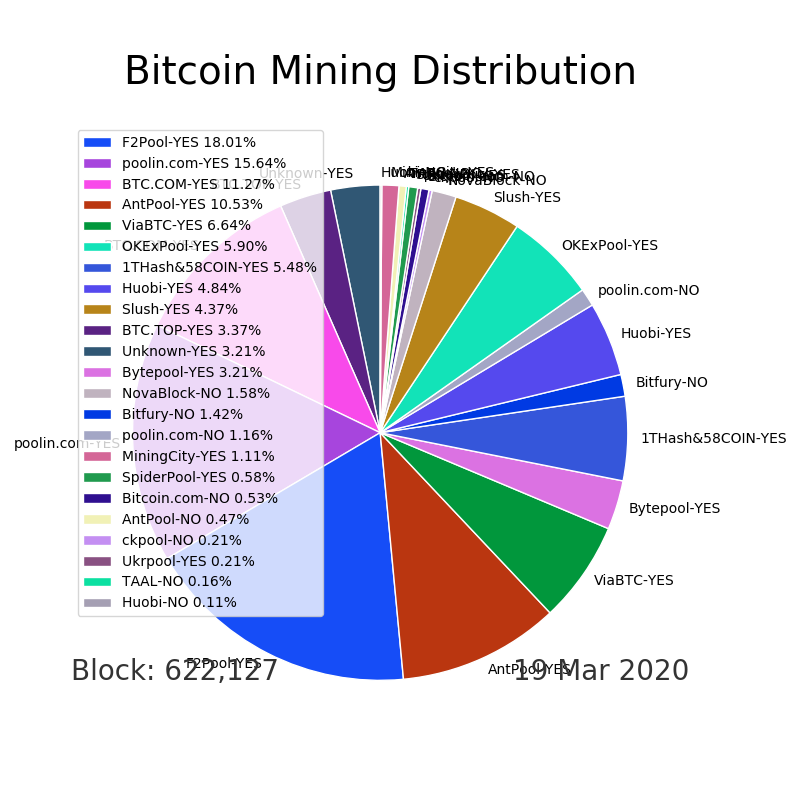 Bitcoin Mining Distribution
F2Pool-YES 18.01%
poolin.com-YES 15.64%
BTC.COM-YES 11.27%
AntPool-YES 10.53%
ViaBTC-YES 6.64%
OKExPool-YES 5.90%
1THash&58COIN-YES 5.48%
Huobi-YES 4.84%
Slush-YES 4.37%
BTC.TOP-YES 3.37%
Unknown-YES 3.21%
Bytepool-YES 3.21%
NovaBlock-NO 1.58%
Bitfury-NO 1.42%
poolin.com-NO 1.16%
MiningCity-YES 1.11%
SpiderPool-YES 0.58%
Bitcoin.com-NO 0.53%
AntPool-NO 0.47%
ckpool-NO 0.21%
Ukrpool-YES 0.21%
TAAL-NO 0.16%
Huobi-NO 0.11%
Unknown-YES
NovaBlock-NO
Slush-YES
OKExPool-YES
poolin.com-NO
Huobi-YES
Bitfury-NO
1THash&58COIN-YES
Bytepool-YES
ViaBTC-YES
AntPool-YES
F2Pool-YES
poolin.com-YES
Block: 622,127
19 Mar 2020